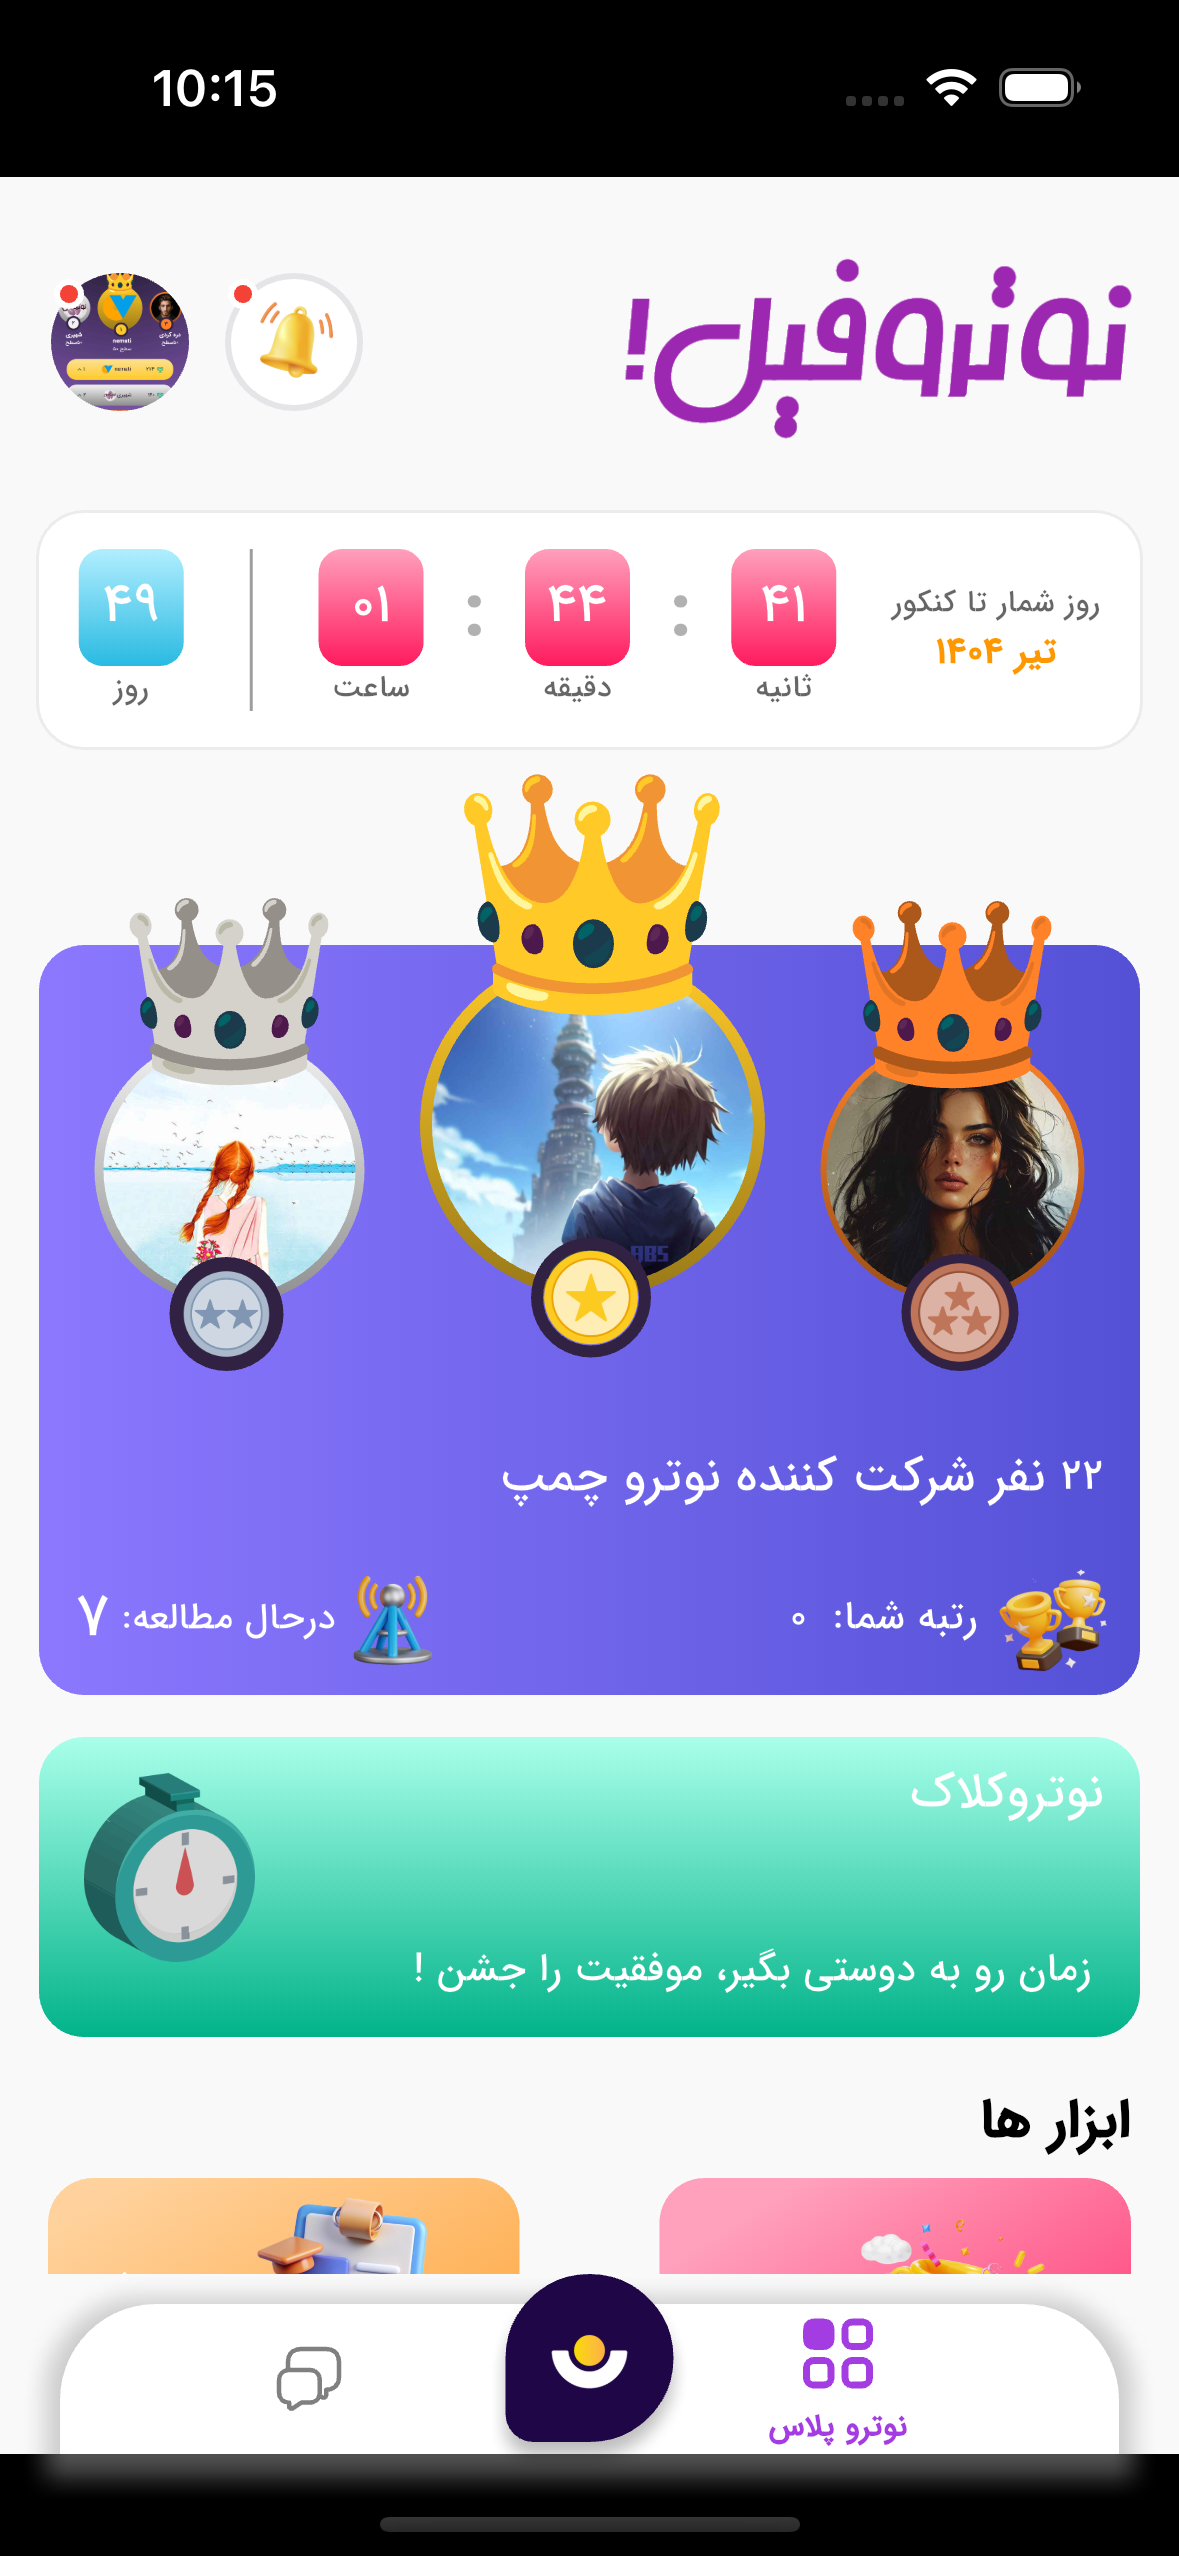 10:15
نوتروفیل!
روز شمار تا کنکور
تیر ۱۴۰۴
۴۱ : ۴۴ : ۰۱ ۴۹
ثانیه دقیقه ساعت روز
BBS
۲۲ نفر شرکت کننده نوترو چمپ
رتبه شما: ۰
درحال مطالعه: ۷
نوتروکلاک
زمان رو به دوستی بگیر، موفقیت را جشن !
ابزار ها
نوترو پلاس